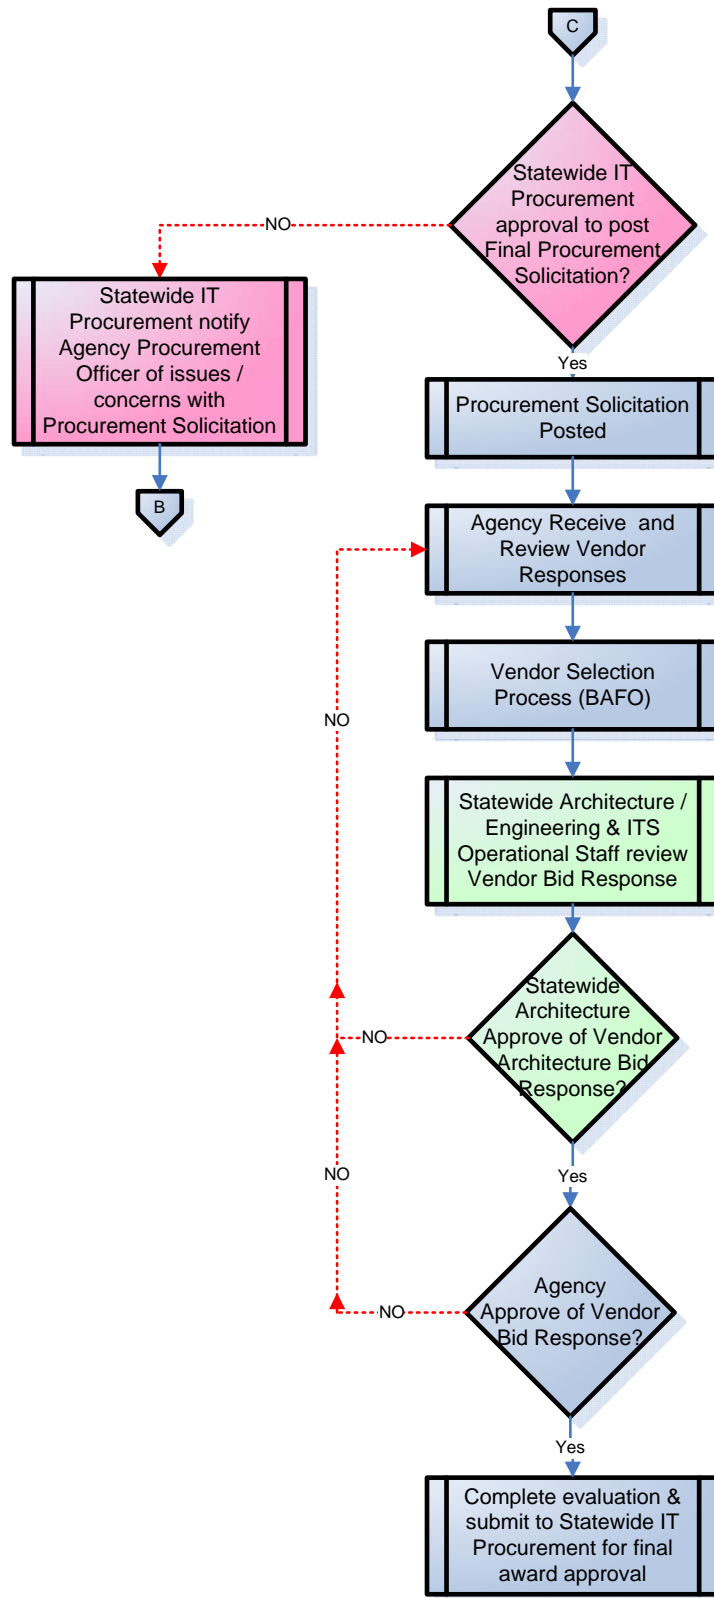 C
Statewide IT
Procurement
approval to post
Final Procurement
Solicitation?
NO
Statewide IT
Procurement notify
Agency Procurement
Officer of issues /
concerns with
Procurement Solicitation
B
Yes
Procurement Solicitation
Posted
Agency Receive and
Review Vendor
Responses
Vendor Selection
Process (BAFO)
NO
Statewide Architecture /
Engineering & ITS
Operational Staff review
Vendor Bid Response
Statewide
Architecture
Approve of Vendor
Architecture Bid
Response?
NO
Yes
NO
Agency
Approve of Vendor
Bid Response?
NO
Yes
Complete evaluation &
submit to Statewide IT
Procurement for final
award approval